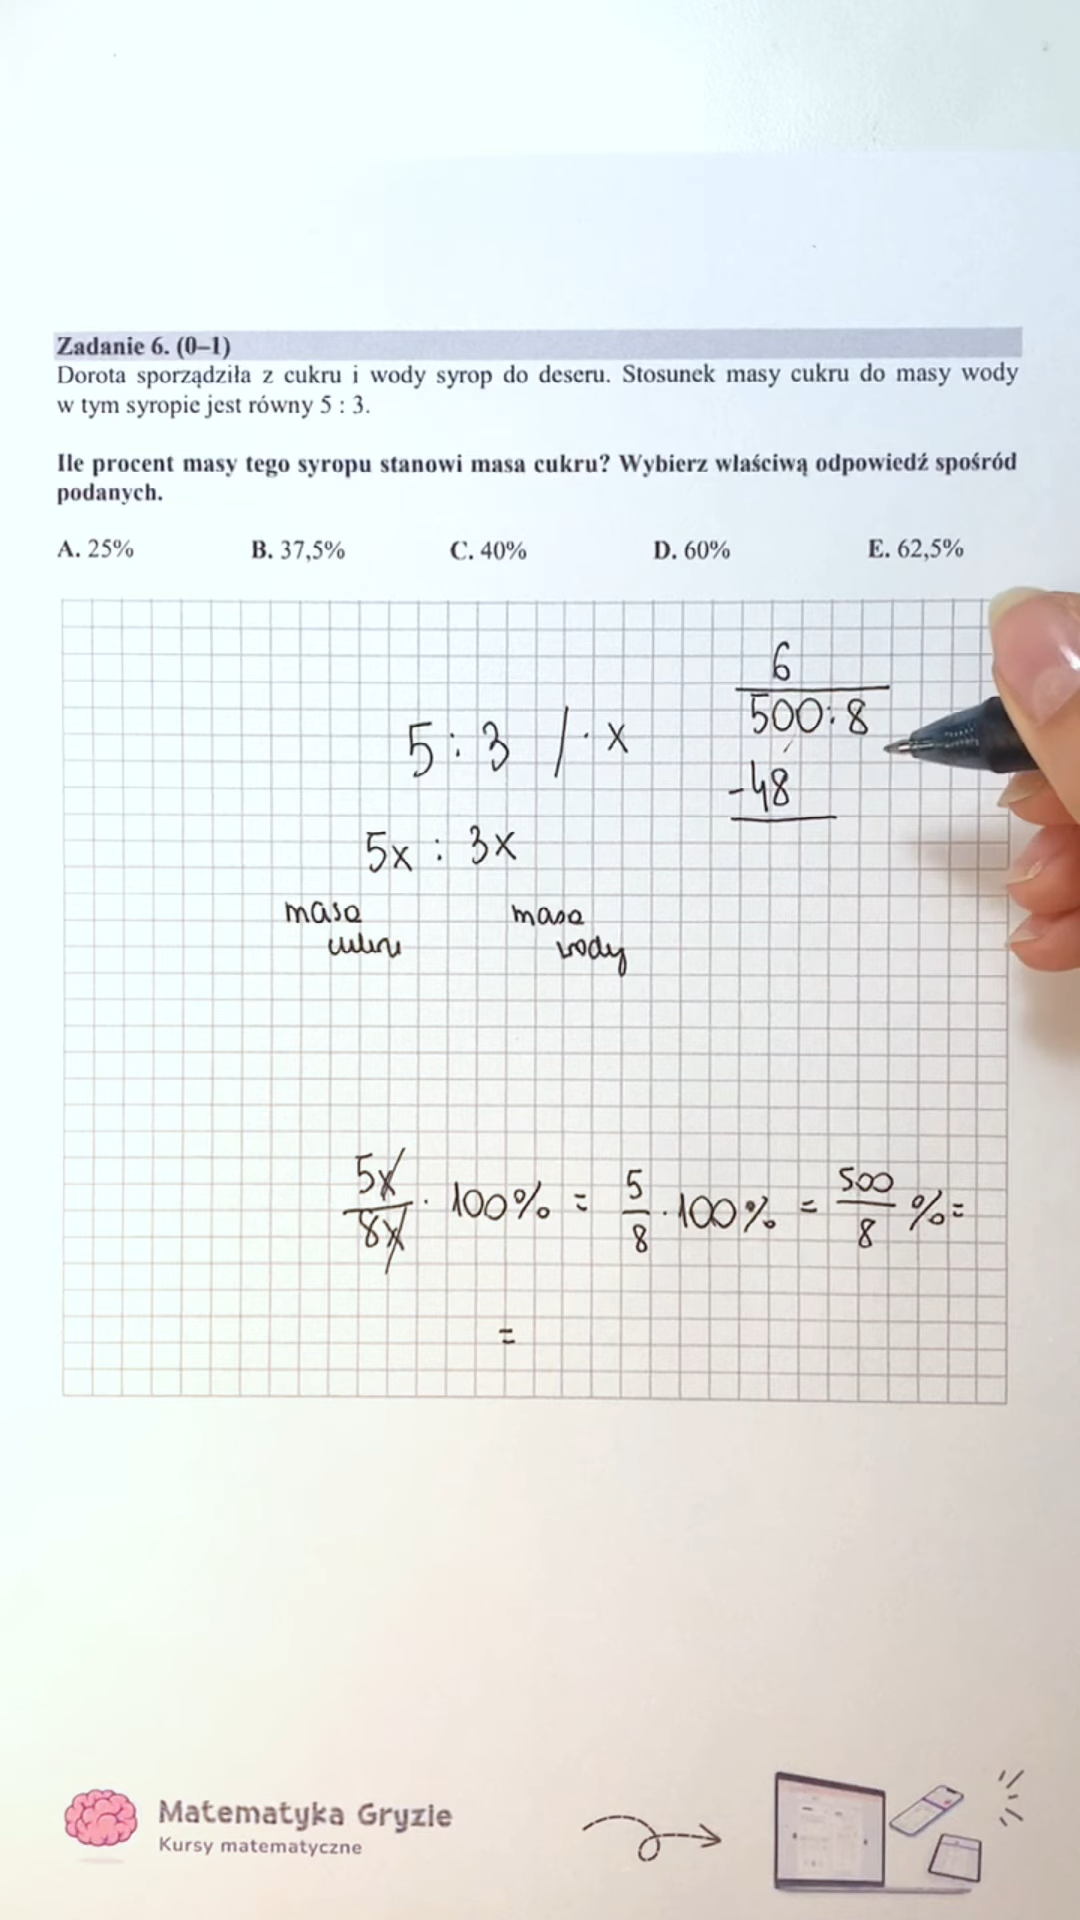 Zadanie 6. (0–1)
Dorota sporządziła z cukru i wody syrop do deseru. Stosunek masy cukru do masy wody
w tym syropie jest równy 5 : 3.
Ile procent masy tego syropu stanowi masa cukru? Wybierz właściwą odpowiedź spośród
podanych.
A. 25% B. 37,5% C. 40% D. 60% E. 62,5%
6
5 : 3 / · x
500:8
-48
5x : 3x
masa masa
cukru wody
5x/8x · 100% = 5/8 · 100% = 500/8 % =
=
Matematyka Gryzie
Kursy matematyczne